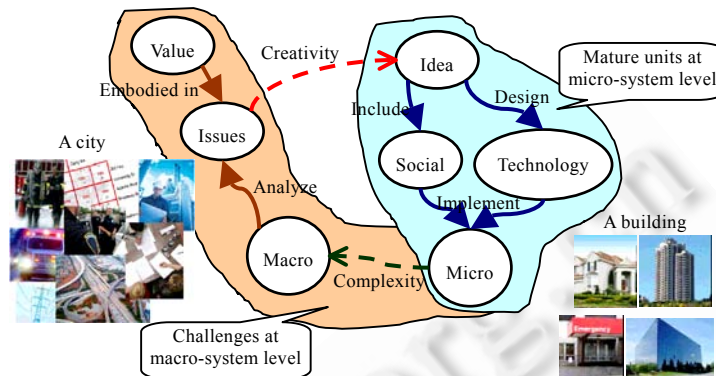 Value
Creativity
Idea
Mature units at
micro-system level
Embodied in
Include
Design
Issues
A city
Social
Technology
Analyze
Implement
A building
Macro
Complexity
Micro
Challenges at
macro-system level
Emergency